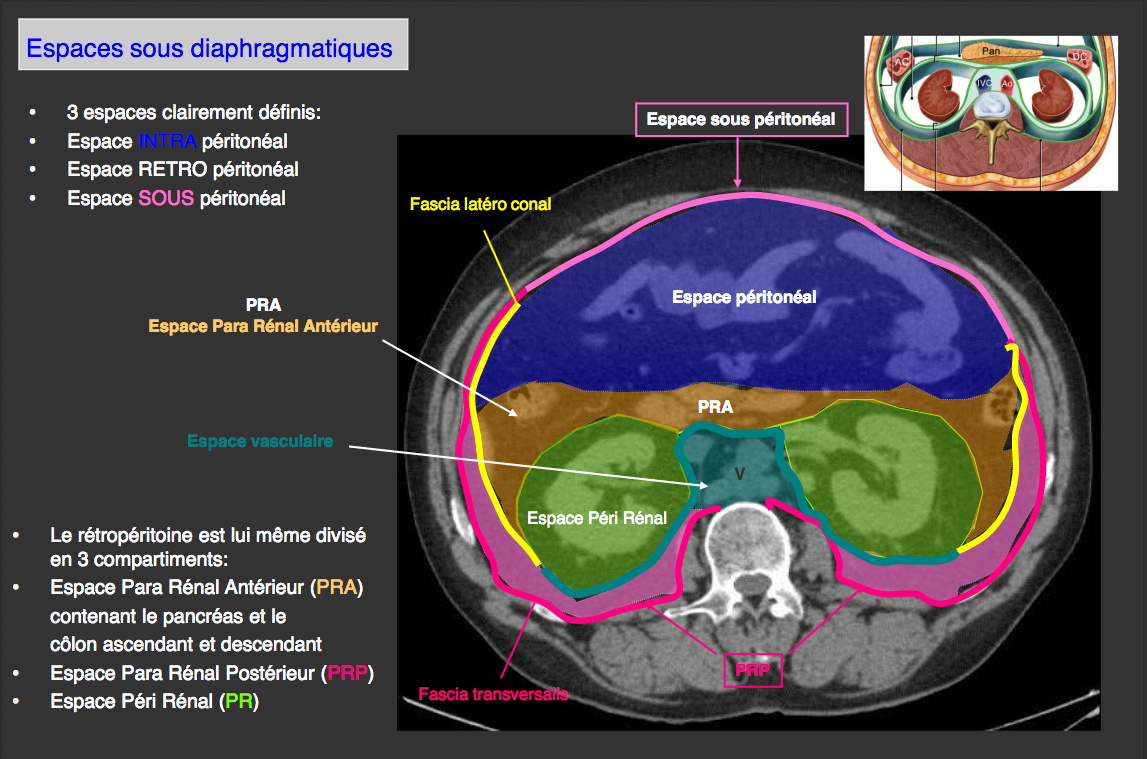 Espaces sous diaphragmatiques
• 3 espaces clairement définis:
• Espace INTRA péritonéal
• Espace RETRO péritonéal
• Espace SOUS péritonéal
Pan
AC
DC
IVC
Ao
Espace sous péritonéal
Fascia latéro conal
Espace péritonéal
PRA
Espace Para Rénal Antérieur
PRA
Espace vasculaire
V
Espace Péri Rénal
• Le rétropéritoine est lui même divisé
en 3 compartiments:
• Espace Para Rénal Antérieur (PRA)
contenant le pancréas et le
côlon ascendant et descendant
• Espace Para Rénal Postérieur (PRP)
• Espace Péri Rénal (PR)
PRP
Fascia transversalis